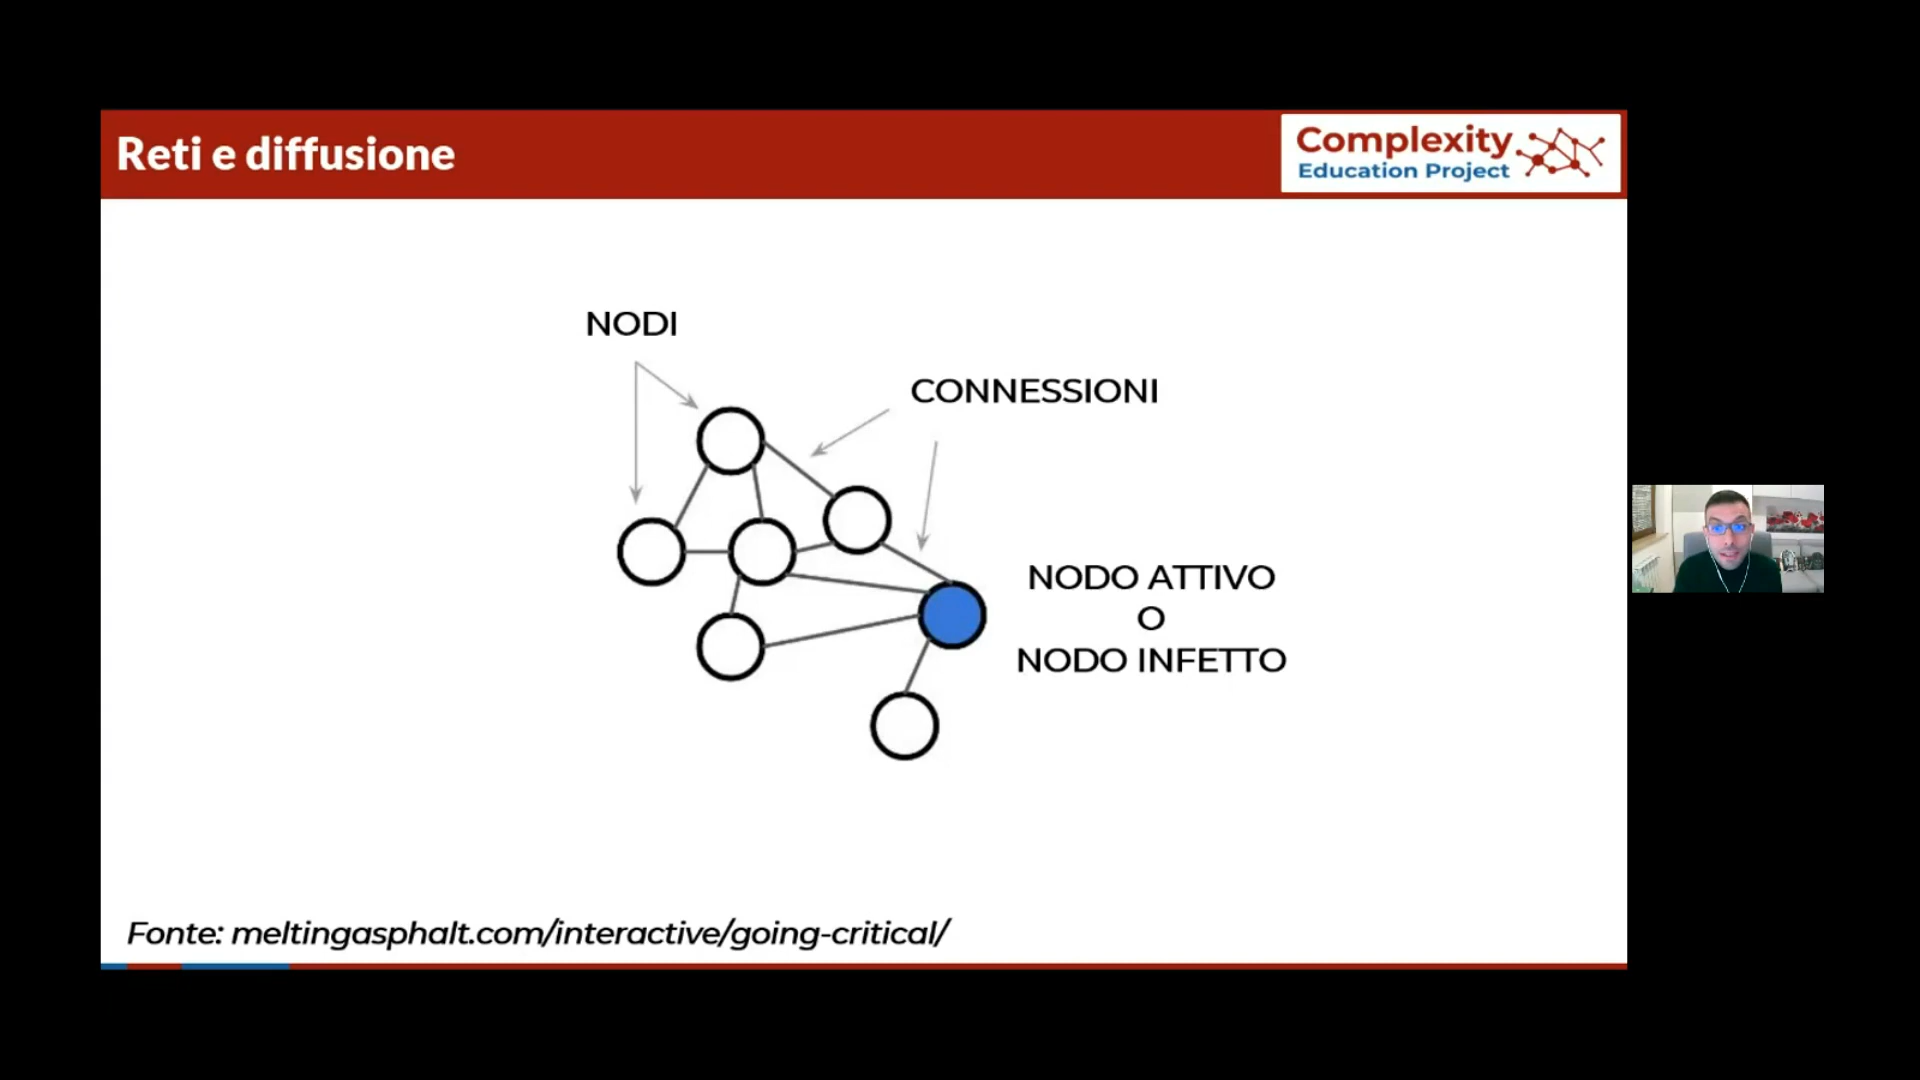 Reti e diffusione
Complexity
Education Project
NODI
CONNESSIONI
NODO ATTIVO
O
NODO INFETTO
Fonte: meltingasphalt.com/interactive/going-critical/